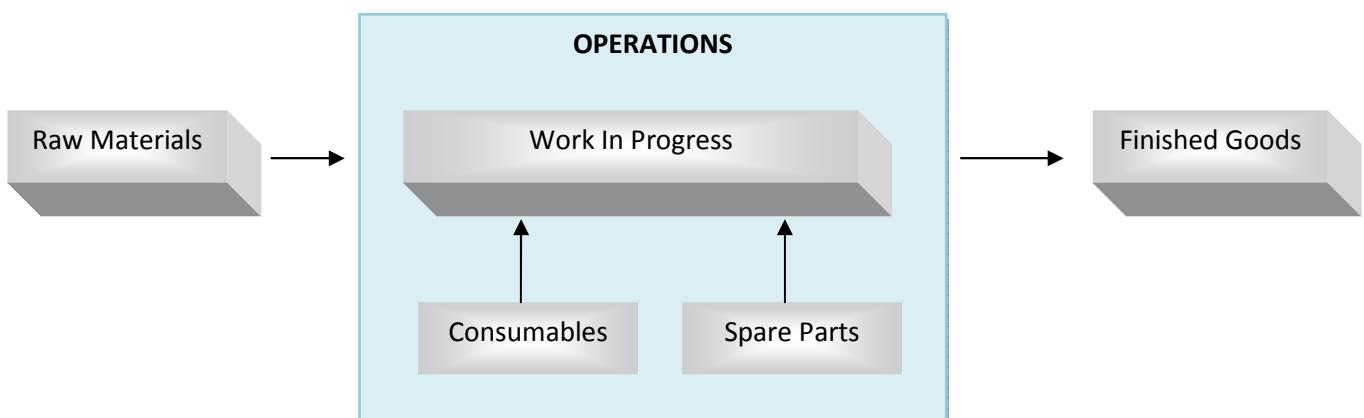 OPERATIONS
Raw Materials
Work In Progress
Finished Goods
Consumables
Spare Parts